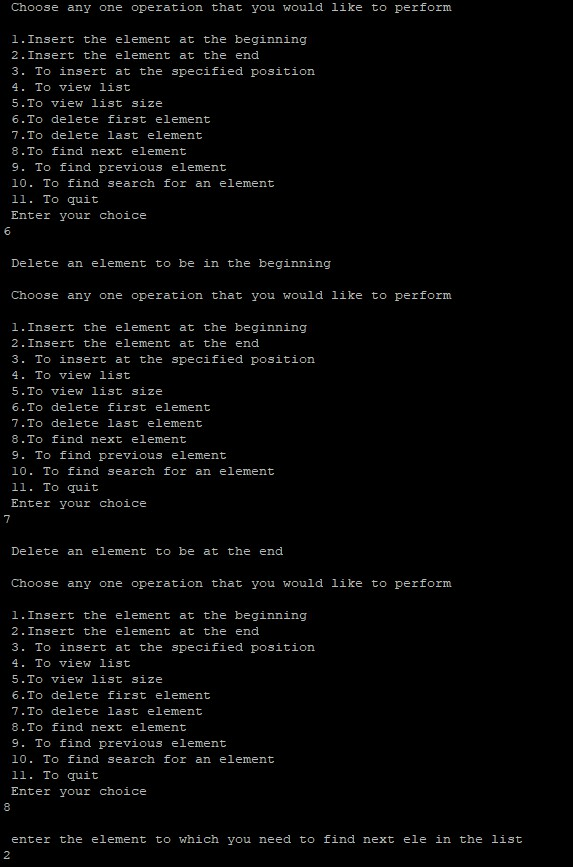 Choose any one operation that you would like to perform
1.Insert the element at the beginning
2.Insert the element at the end
3. To insert at the specified position
4. To view list
5.To view list size
6.To delete first element
7.To delete last element
8.To find next element
9. To find previous element
10. To find search for an element
11. To quit
Enter your choice
6
Delete an element to be in the beginning
Choose any one operation that you would like to perform
1.Insert the element at the beginning
2.Insert the element at the end
3. To insert at the specified position
4. To view list
5.To view list size
6.To delete first element
7.To delete last element
8.To find next element
9. To find previous element
10. To find search for an element
11. To quit
Enter your choice
7
Delete an element to be at the end
Choose any one operation that you would like to perform
1.Insert the element at the beginning
2.Insert the element at the end
3. To insert at the specified position
4. To view list
5.To view list size
6.To delete first element
7.To delete last element
8.To find next element
9. To find previous element
10. To find search for an element
11. To quit
Enter your choice
8
enter the element to which you need to find next ele in the list
2